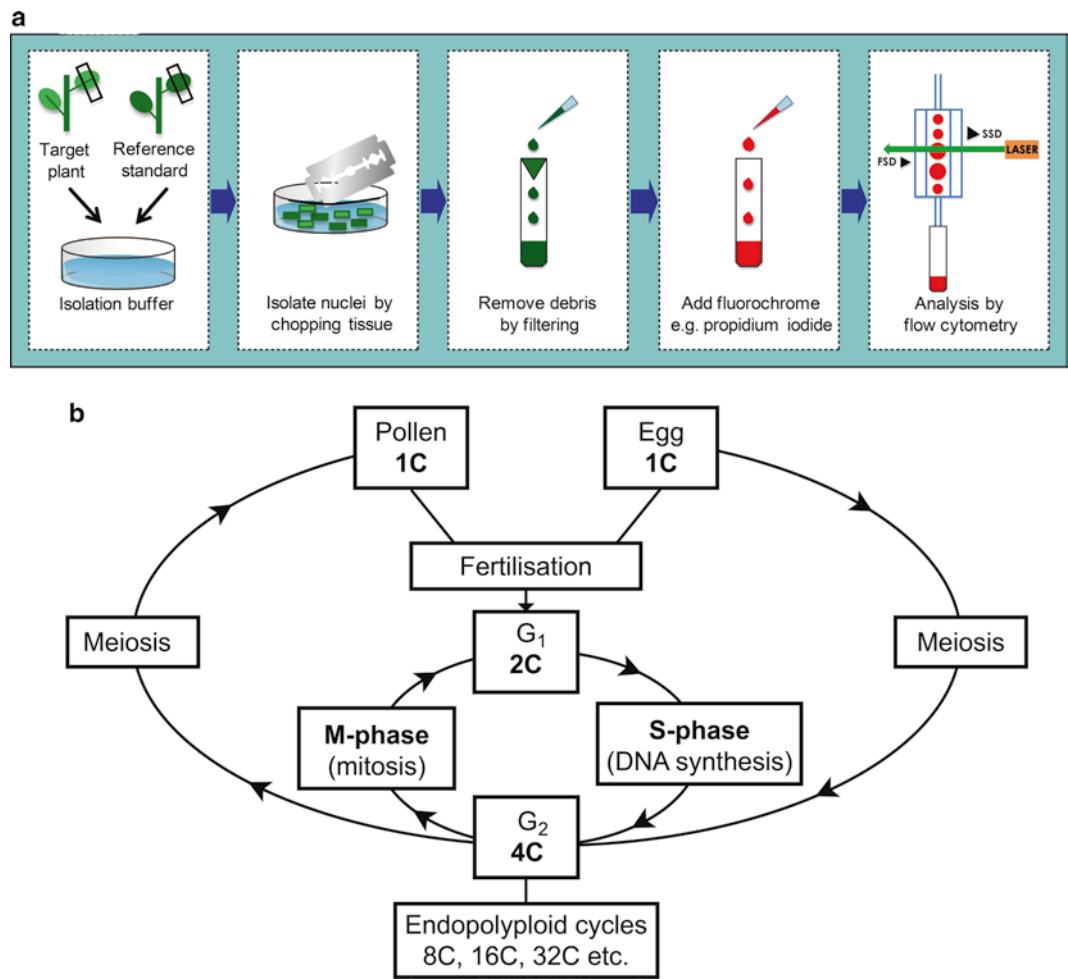 a
Target
plant
Reference
standard
Isolation buffer
Isolate nuclei by
chopping tissue
Remove debris
by filtering
Add fluorochrome
e.g. propidium iodide
SSD
LASER
FSD
Analysis by
flow cytometry
b
Pollen
1C
Egg
1C
Fertilisation
Meiosis
G1
2C
Meiosis
M-phase
(mitosis)
S-phase
(DNA synthesis)
G2
4C
Endopolyploid cycles
8C, 16C, 32C etc.